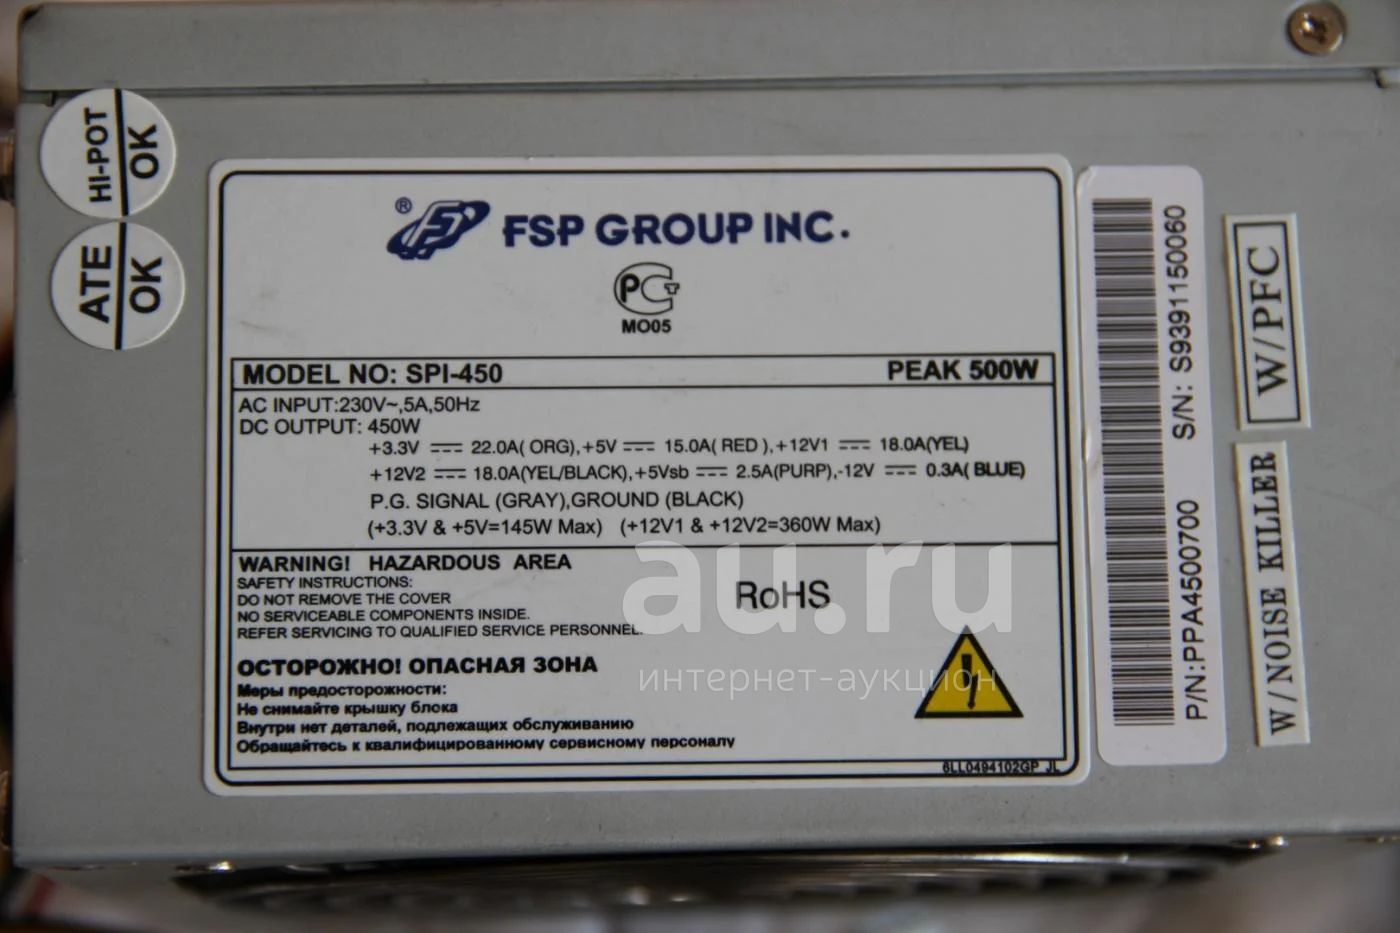 HI-POT
OK
ATE
OK
® FSP GROUP INC.
PCT
MO05
MODEL NO: SPI-450 PEAK 500W
AC INPUT:230V~,5A,50Hz
DC OUTPUT: 450W
+3.3V ⎓ 22.0A( ORG),+5V ⎓ 15.0A( RED ),+12V1 ⎓ 18.0A(YEL)
+12V2 ⎓ 18.0A(YEL/BLACK),+5Vsb ⎓ 2.5A(PURP),-12V ⎓ 0.3A( BLUE)
P.G. SIGNAL (GRAY),GROUND (BLACK)
(+3.3V & +5V=145W Max) (+12V1 & +12V2=360W Max)
WARNING! HAZARDOUS AREA
SAFETY INSTRUCTIONS:
DO NOT REMOVE THE COVER
NO SERVICEABLE COMPONENTS INSIDE.
REFER SERVICING TO QUALIFIED SERVICE PERSONNEL.
RoHS
ОСТОРОЖНО! ОПАСНАЯ ЗОНА
Меры предосторожности:
Не снимайте крышку блока
Внутри нет деталей, подлежащих обслуживанию
Обращайтесь к квалифицированному сервисному персоналу
6LL0494102GP JL
S/N: S9391150060
P/N:PPA4500700
W/PFC
W/NOISE KILLER
au.ru
интернет-аукцион